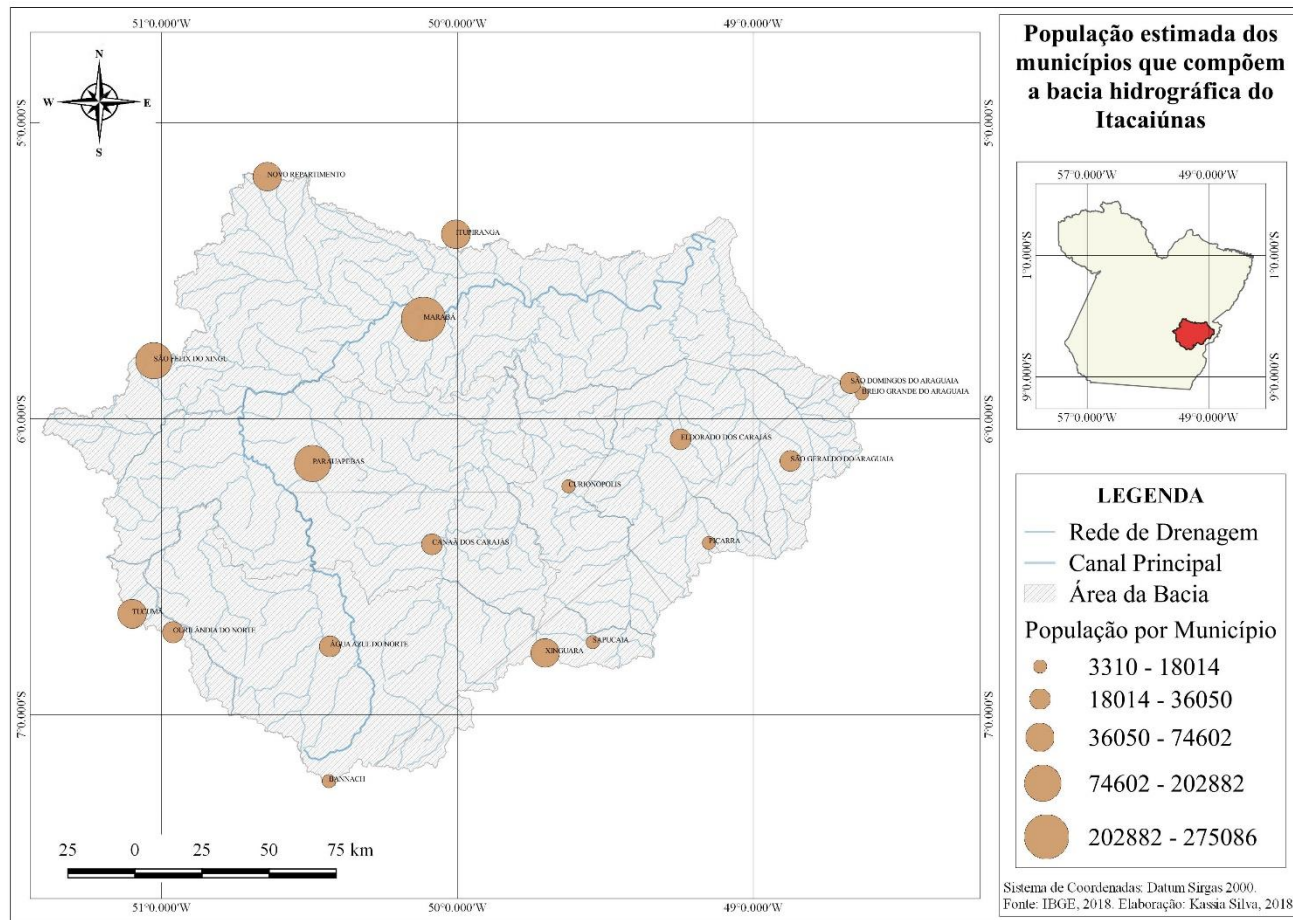 51°0.000'W 50°0.000'W 49°0.000'W
N
W E
S
5°0.000'S
5°0.000'S
6°0.000'S
6°0.000'S
7°0.000'S
7°0.000'S
NOVO REPARTIMENTO
ITUPIRANGA
MARABÁ
SÃO FELIX DO XINGU
SÃO DOMINGOS DO ARAGUAIA
BREJO GRANDE DO ARAGUAIA
ELDORADO DOS CARAJÁS
PARAUAPEBAS
SÃO GERALDO DO ARAGUAIA
CURIONÓPOLIS
CANAÃ DOS CARAJÁS
PIÇARRA
TUCUMÃ
OURILÂNDIA DO NORTE
ÁGUA AZUL DO NORTE
XINGUARA
SAPUCAIA
BANNACH
25 0 25 50 75 km
51°0.000'W 50°0.000'W 49°0.000'W
População estimada dos
municípios que compõem
a bacia hidrográfica do
Itacaiúnas
57°0.000'W 49°0.000'W
1°0.000'S
1°0.000'S
9°0.000'S
9°0.000'S
57°0.000'W 49°0.000'W
LEGENDA
Rede de Drenagem
Canal Principal
Área da Bacia
População por Município
3310 - 18014
18014 - 36050
36050 - 74602
74602 - 202882
202882 - 275086
Sistema de Coordenadas: Datum Sirgas 2000.
Fonte: IBGE, 2018. Elaboração: Kassia Silva, 2018